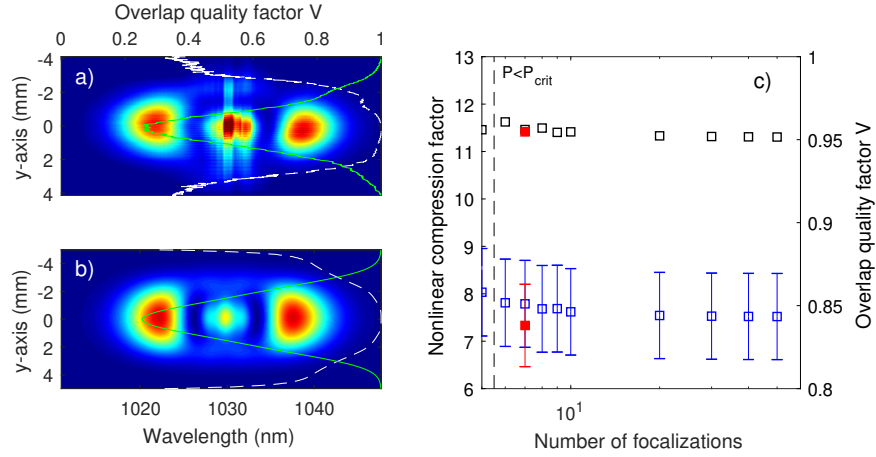 Overlap quality factor V
0 0.2 0.4 0.6 0.8 1
-4
-2
0
2
4
y-axis (mm)
a)
-4
-2
0
2
4
y-axis (mm)
b)
1020 1030 1040
Wavelength (nm)
13
12
11
10
9
8
7
6
Nonlinear compression factor
P<Pcrit
c)
1
0.95
0.9
0.85
0.8
Overlap quality factor V
10^1
Number of focalizations